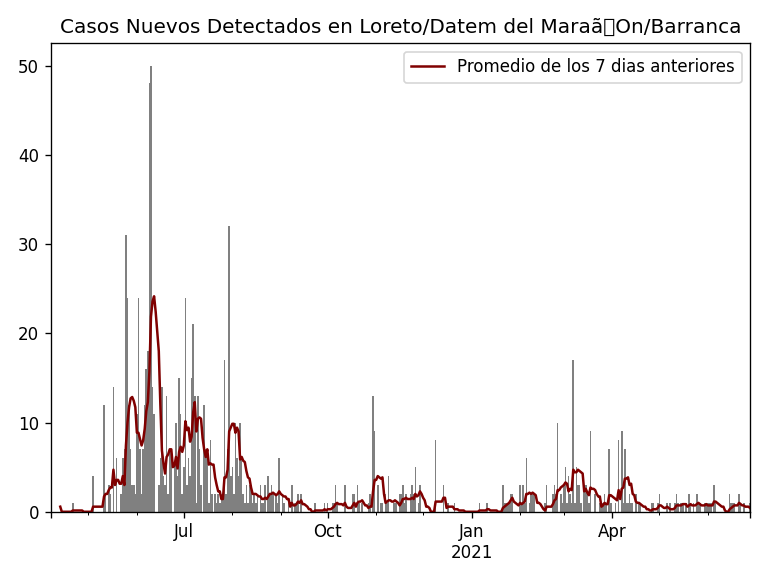 Casos Nuevos Detectados en Loreto/Datem del Maraã▯On/Barranca
Promedio de los 7 dias anteriores
50
40
30
20
10
0
Jul
Oct
Jan
2021
Apr